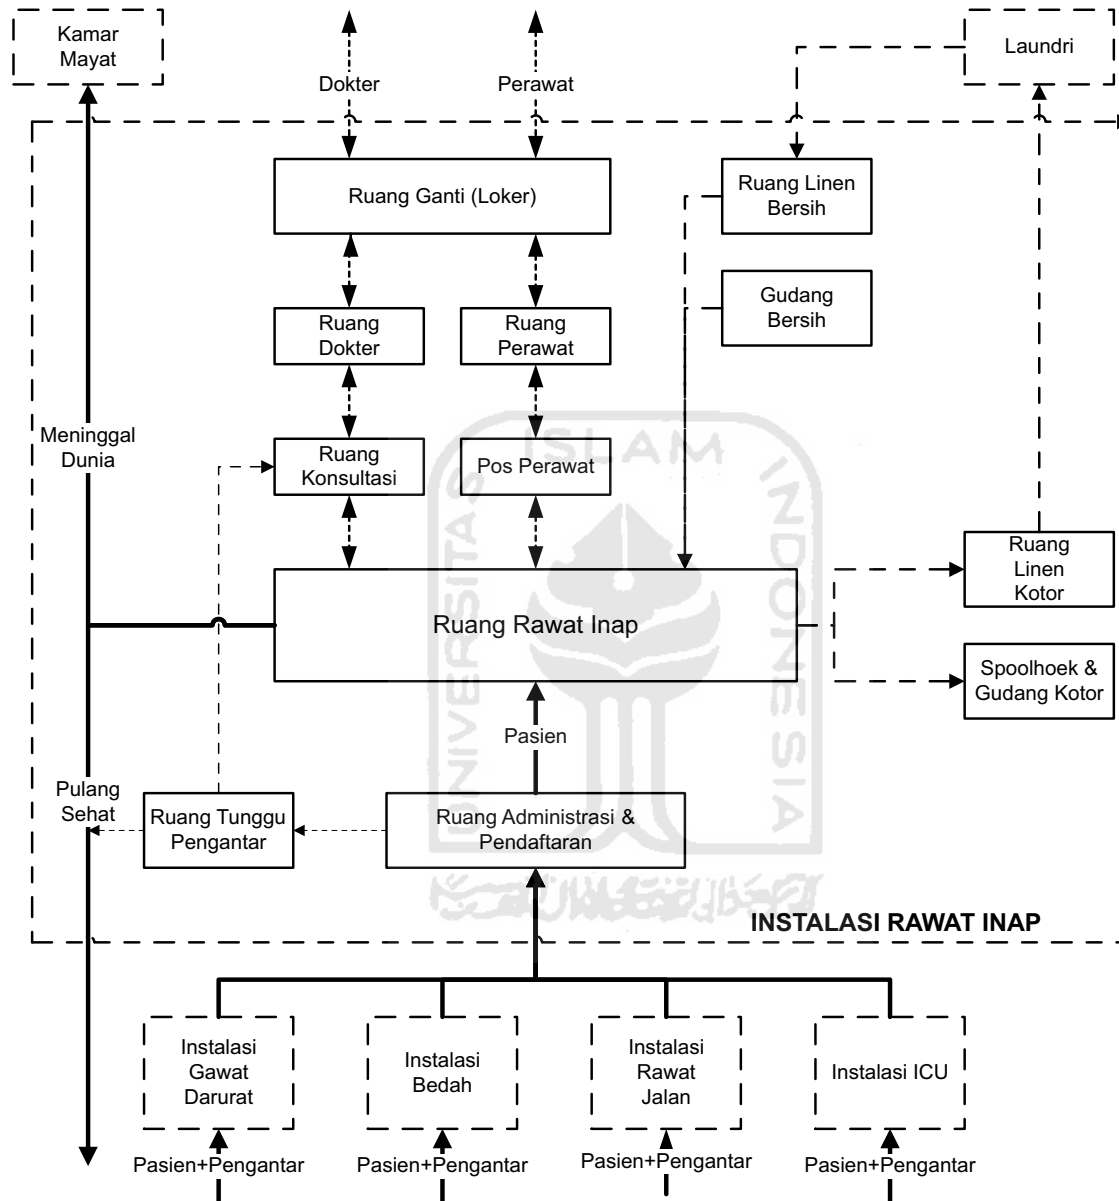 Kamar
Mayat
Laundri
Dokter
Perawat
Ruang Ganti (Loker)
Ruang Linen
Bersih
Gudang
Bersih
Ruang
Dokter
Ruang
Perawat
Meninggal
Dunia
Ruang
Konsultasi
Pos Perawat
Ruang
Linen
Kotor
Ruang Rawat Inap
Spoolhoek &
Gudang Kotor
Pasien
Pulang
Sehat
Ruang Tunggu
Pengantar
Ruang Administrasi &
Pendaftaran
INSTALASI RAWAT INAP
Instalasi
Gawat
Darurat
Instalasi
Bedah
Instalasi
Rawat
Jalan
Instalasi ICU
Pasien+Pengantar
Pasien+Pengantar
Pasien+Pengantar
Pasien+Pengantar
UNIVERSITAS
ISLAM
INDONESIA